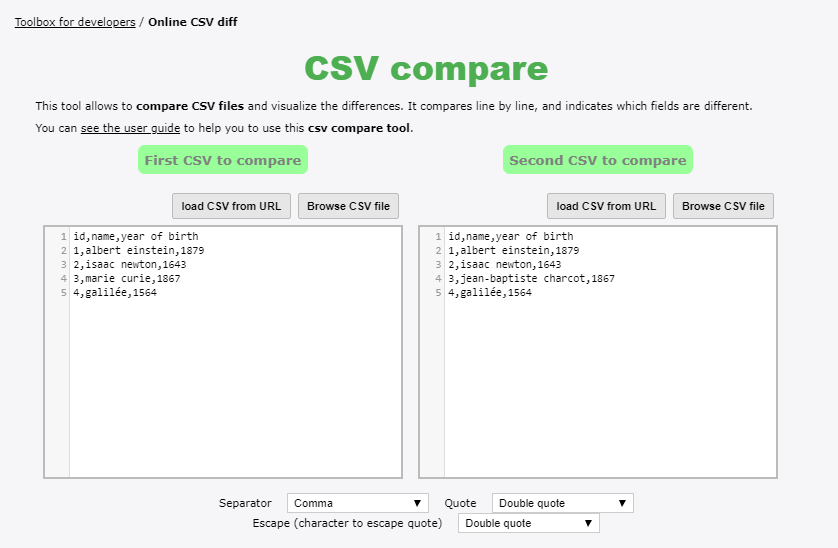 Toolbox for developers / Online CSV diff
CSV compare
This tool allows to compare CSV files and visualize the differences. It compares line by line, and indicates which fields are different.
You can see the user guide to help you to use this csv compare tool.
First CSV to compare
load CSV from URL Browse CSV file
1 id,name,year of birth
2 1,albert einstein,1879
3 2,isaac newton,1643
4 3,marie curie,1867
5 4,galilée,1564
Second CSV to compare
load CSV from URL Browse CSV file
1 id,name,year of birth
2 1,albert einstein,1879
3 2,isaac newton,1643
4 3,jean-baptiste charcot,1867
5 4,galilée,1564
Separator Comma Quote Double quote
Escape (character to escape quote) Double quote